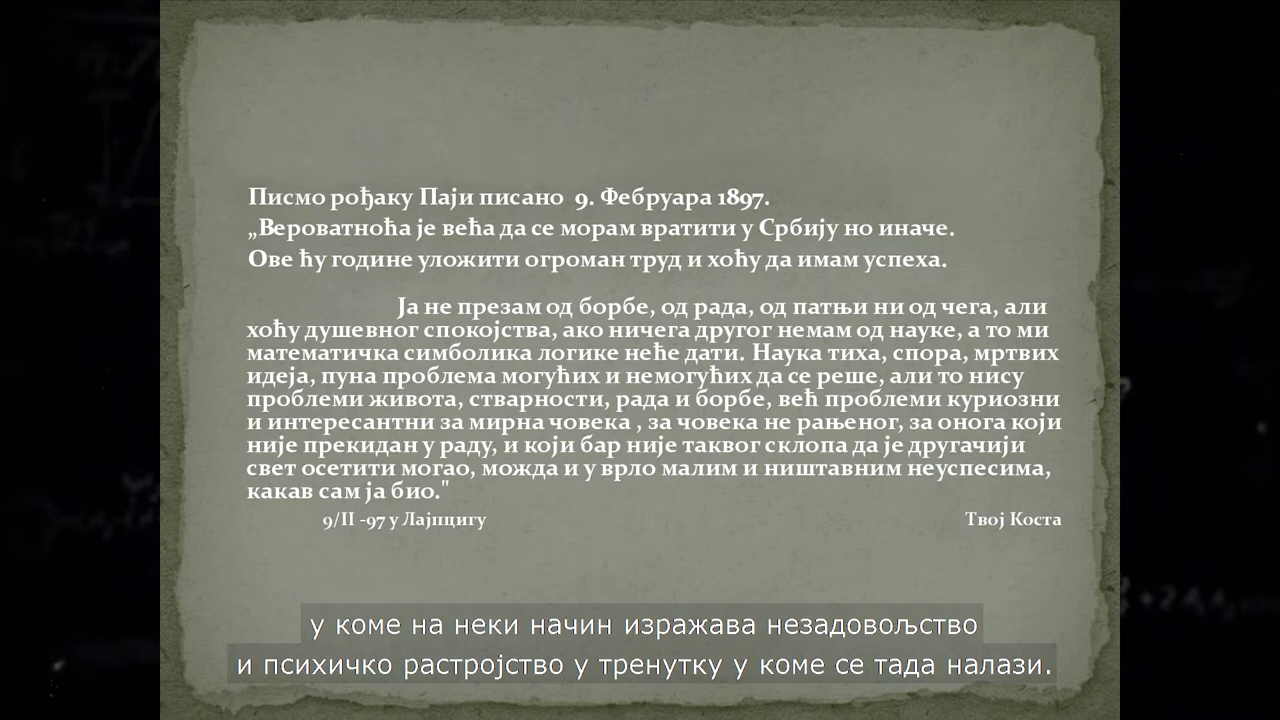 Писмо рођаку Паји писано 9. Фебруара 1897.
„Вероватноћа је већа да се морам вратити у Србију но иначе.
Ове ћу године уложити огроман труд и хоћу да имам успеха.
Ја не презам од борбе, од рада, од патњи ни од чега, али
хоћу душевног спокојства, ако ничега другог немам од науке, а то ми
математичка симболика логике неће дати. Наука тиха, спора, мртвих
идеја, пуна проблема могућих и немогућих да се реше, али то нису
проблеми живота, стварности, рада и борбе, већ проблеми куриозни
и интересантни за мирна човека , за човека не рањеног, за онога који
није прекидан у раду, и који бар није таквог склопа да је другачији
свет осетити могао, можда и у врло малим и ништавним неуспесима,
какав сам ја био."
9/II -97 у Лајпцигу Твој Коста
у коме на неки начин изражава незадовољство
и психичко растројство у тренутку у коме се тада налази.